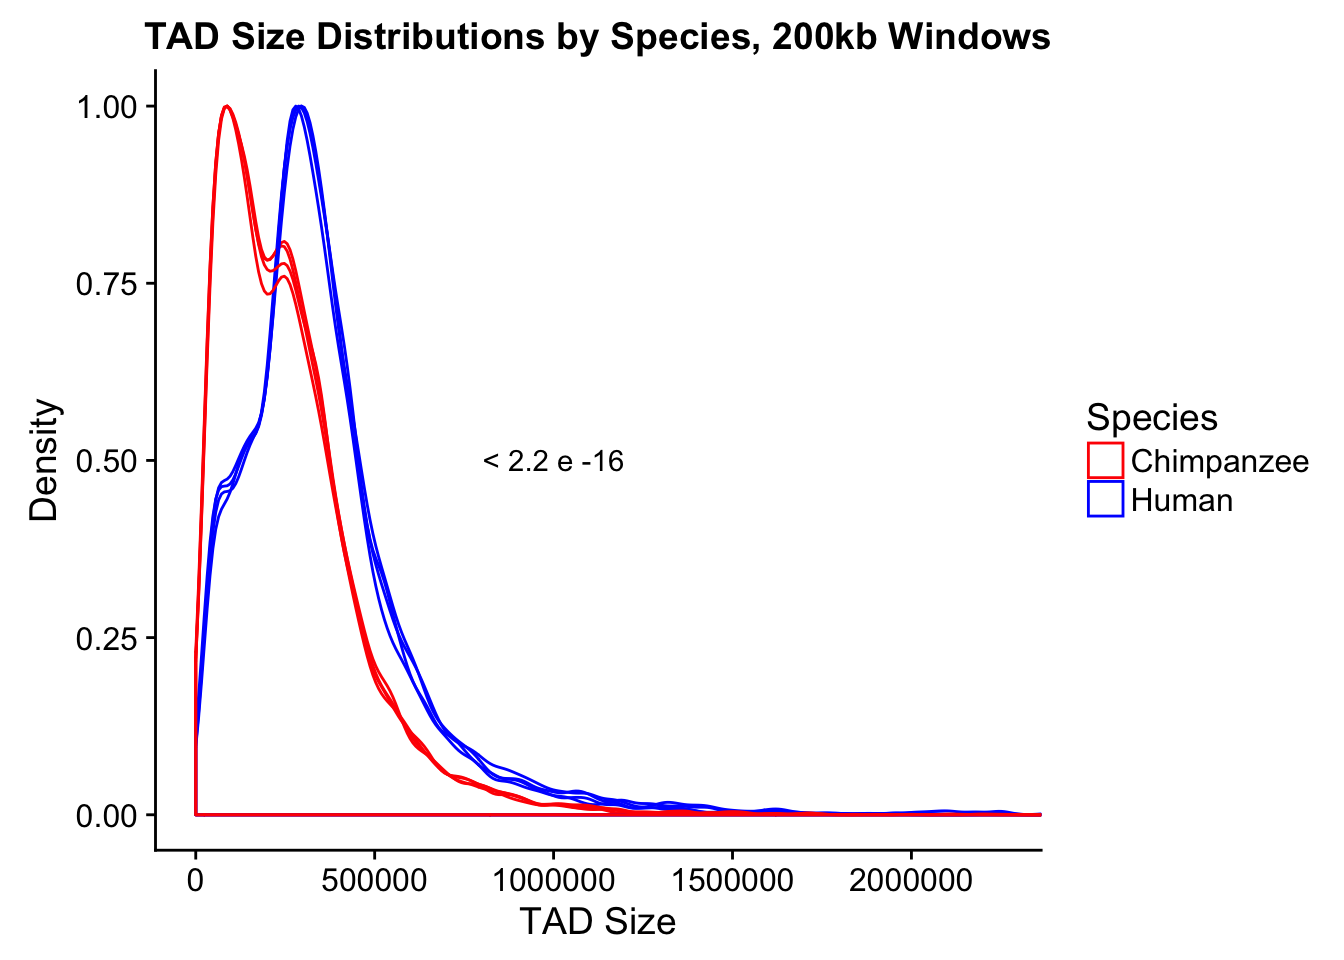 TAD Size Distributions by Species, 200kb Windows
1.00
0.75
0.50
0.25
0.00
Density
< 2.2 e -16
0 500000 1000000 1500000 2000000
TAD Size
Species
Chimpanzee
Human